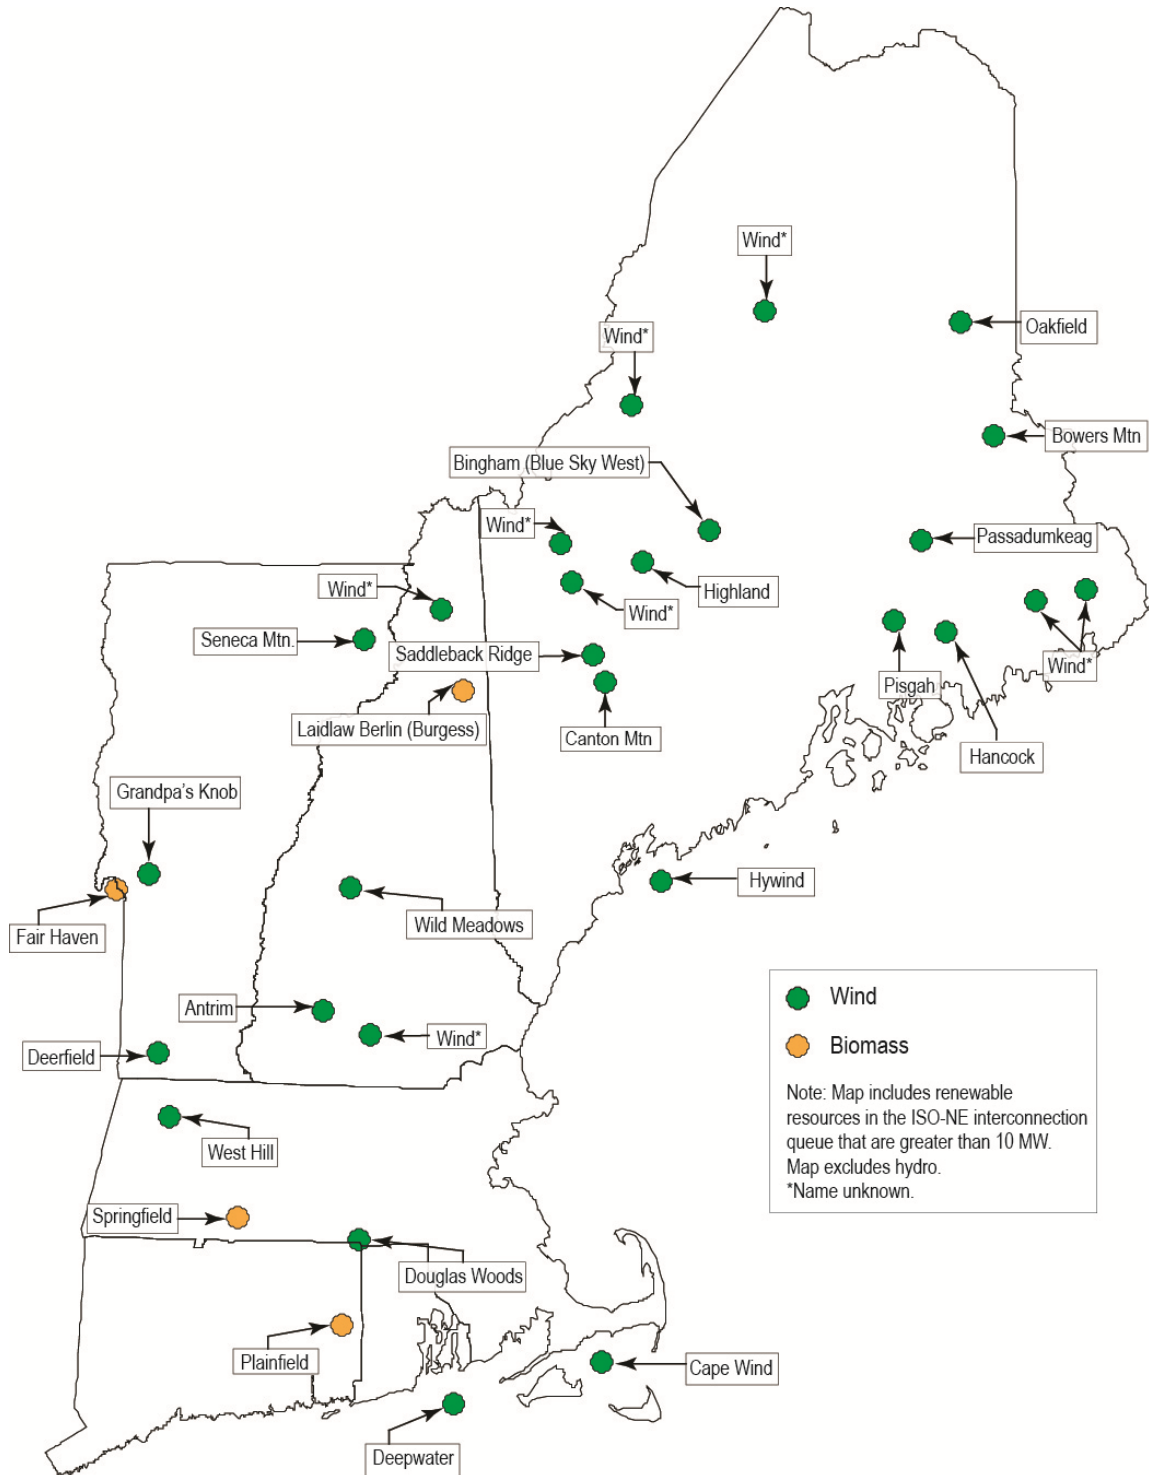 Wind*
Oakfield
Wind*
Bowers Mtn
Bingham (Blue Sky West)
Wind*
Passadumkeag
Wind*
Highland
Wind*
Seneca Mtn.
Saddleback Ridge
Wind*
Pisgah
Laidlaw Berlin (Burgess)
Canton Mtn
Hancock
Grandpa's Knob
Hywind
Wild Meadows
Fair Haven
Antrim
Wind*
Deerfield
Wind
Biomass
Note: Map includes renewable
resources in the ISO-NE interconnection
queue that are greater than 10 MW.
Map excludes hydro.
*Name unknown.
West Hill
Springfield
Douglas Woods
Plainfield
Cape Wind
Deepwater